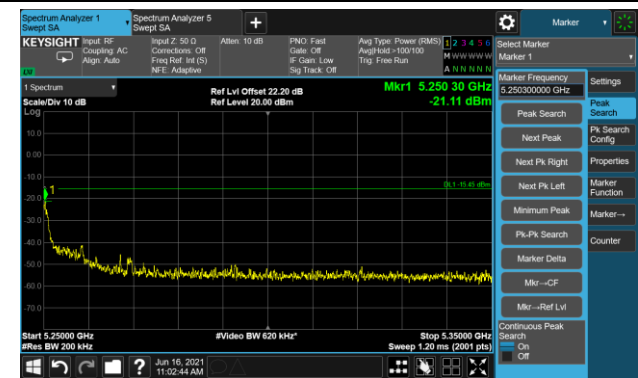 Spectrum Analyzer 1
Swept SA
Spectrum Analyzer 5
Swept SA
Marker
KEYSIGHT
Input: RF
Coupling: AC
Align: Auto
Input Z: 50 Ω
Corrections: Off
Freq Ref: Int (S)
NFE: Adaptive
Atten: 10 dB
PNO: Fast
Gate: Off
IF Gain: Low
Sig Track: Off
Avg Type: Power (RMS)
Avg|Hold >100/100
Trig: Free Run
1 2 3 4 5 6
M W W W W W
A N N N N N
LV
1 Spectrum
Scale/Div 10 dB
Log
Ref Lvl Offset 22.20 dB
Ref Level 20.00 dBm
Mkr1 5.250 30 GHz
-21.11 dBm
10.0
0.00
-10.0
-20.0
-30.0
-40.0
-50.0
-60.0
-70.0
1
DL1 -15.45 dBm
Start 5.25000 GHz
#Res BW 200 kHz
#Video BW 620 kHz*
Stop 5.35000 GHz
Sweep 1.20 ms (2001 pts)
Jun 16, 2021
11:02:44 AM
Select Marker
Marker 1
Marker Frequency
5.250300000 GHz
Peak Search
Next Peak
Next Pk Right
Next Pk Left
Minimum Peak
Pk-Pk Search
Marker Delta
Mkr→CF
Mkr→Ref Lvl
Continuous Peak
Search
On
Off
Settings
Peak
Search
Pk Search
Config
Properties
Marker
Function
Marker→
Counter